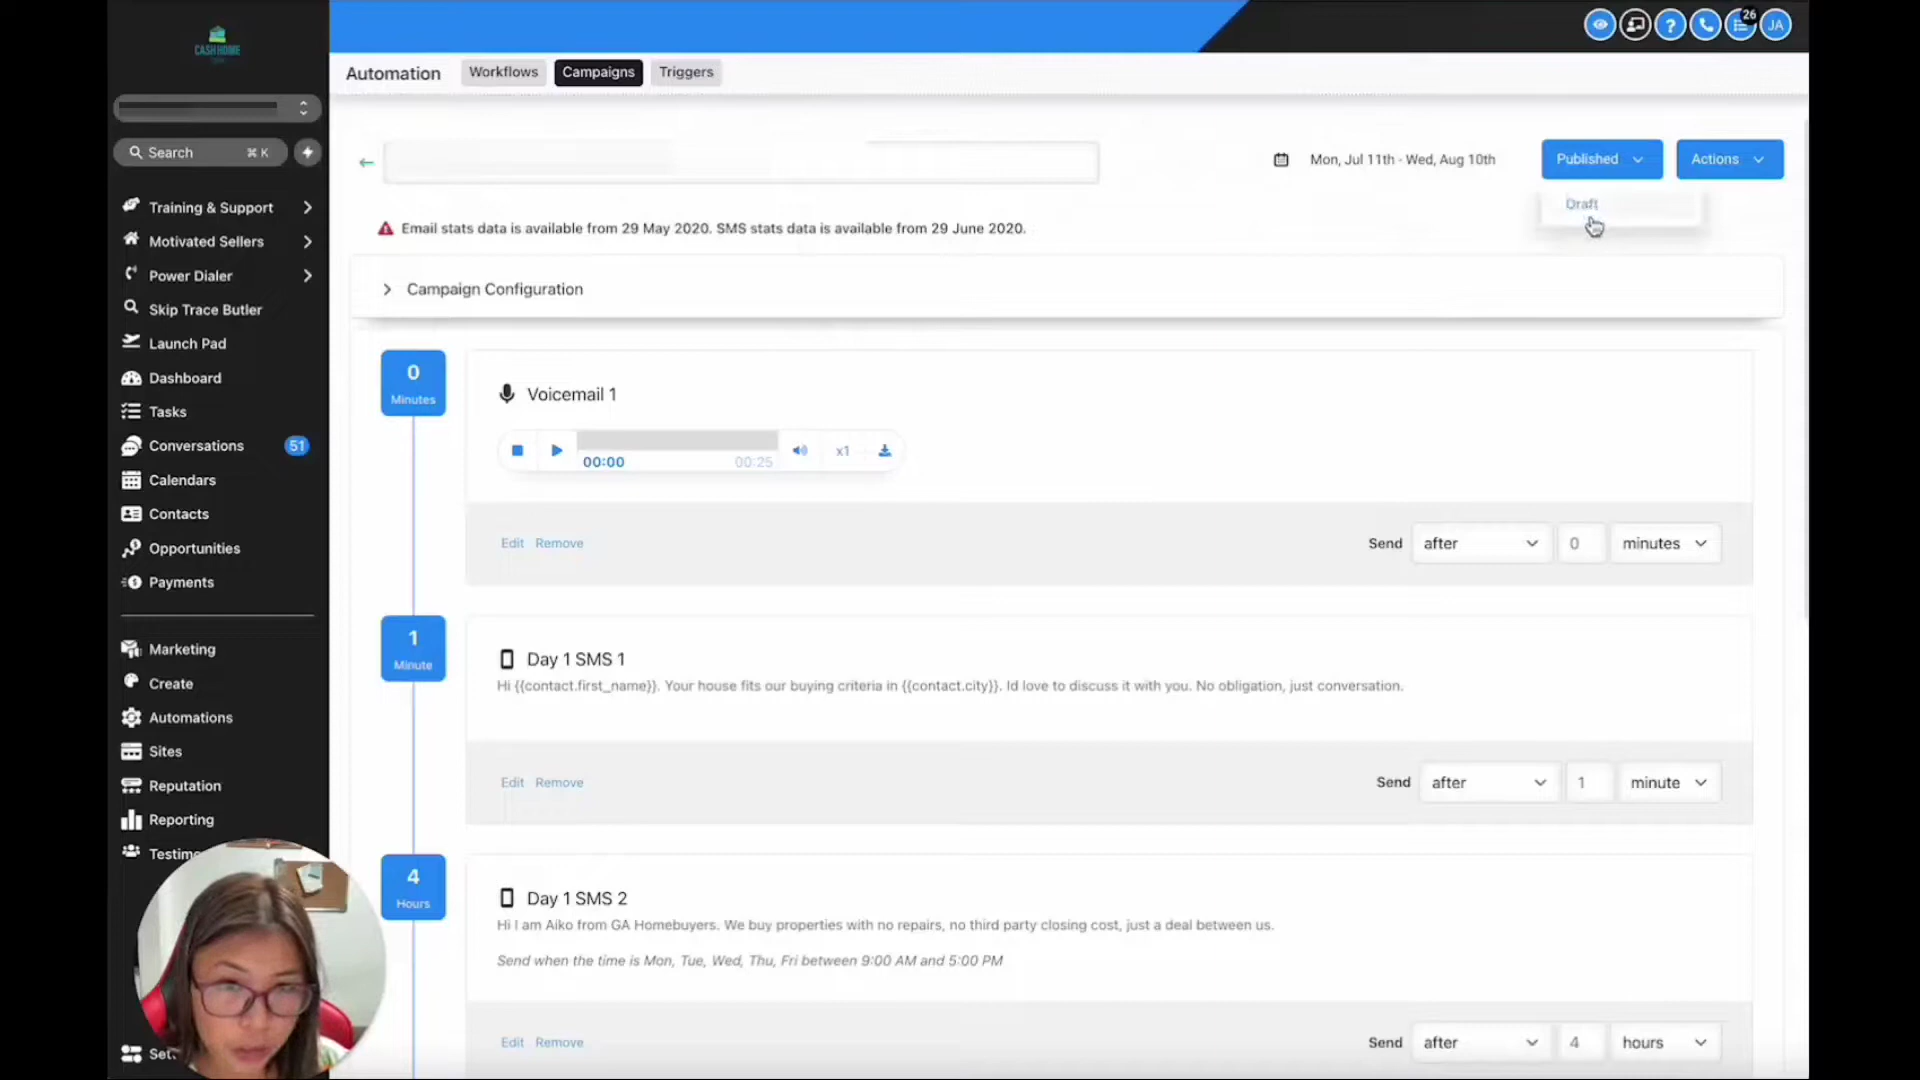 CASH HOME
26
JA
Automation Workflows Campaigns Triggers
Search ⌘ K
Mon, Jul 11th - Wed, Aug 10th
Published
Actions
Draft
Training & Support
Motivated Sellers
Power Dialer
Skip Trace Butler
Launch Pad
Dashboard
Tasks
Conversations 51
Calendars
Contacts
Opportunities
Payments
Marketing
Create
Automations
Sites
Reputation
Reporting
Testim
Set
Email stats data is available from 29 May 2020. SMS stats data is available from 29 June 2020.
Campaign Configuration
0
Minutes
Voicemail 1
00:00 00:25 x1
Edit Remove
Send after 0 minutes
1
Minute
Day 1 SMS 1
Hi {{contact.first_name}}. Your house fits our buying criteria in {{contact.city}}. Id love to discuss it with you. No obligation, just conversation.
Edit Remove
Send after 1 minute
4
Hours
Day 1 SMS 2
Hi I am Aiko from GA Homebuyers. We buy properties with no repairs, no third party closing cost, just a deal between us.
Send when the time is Mon, Tue, Wed, Thu, Fri between 9:00 AM and 5:00 PM
Edit Remove
Send after 4 hours